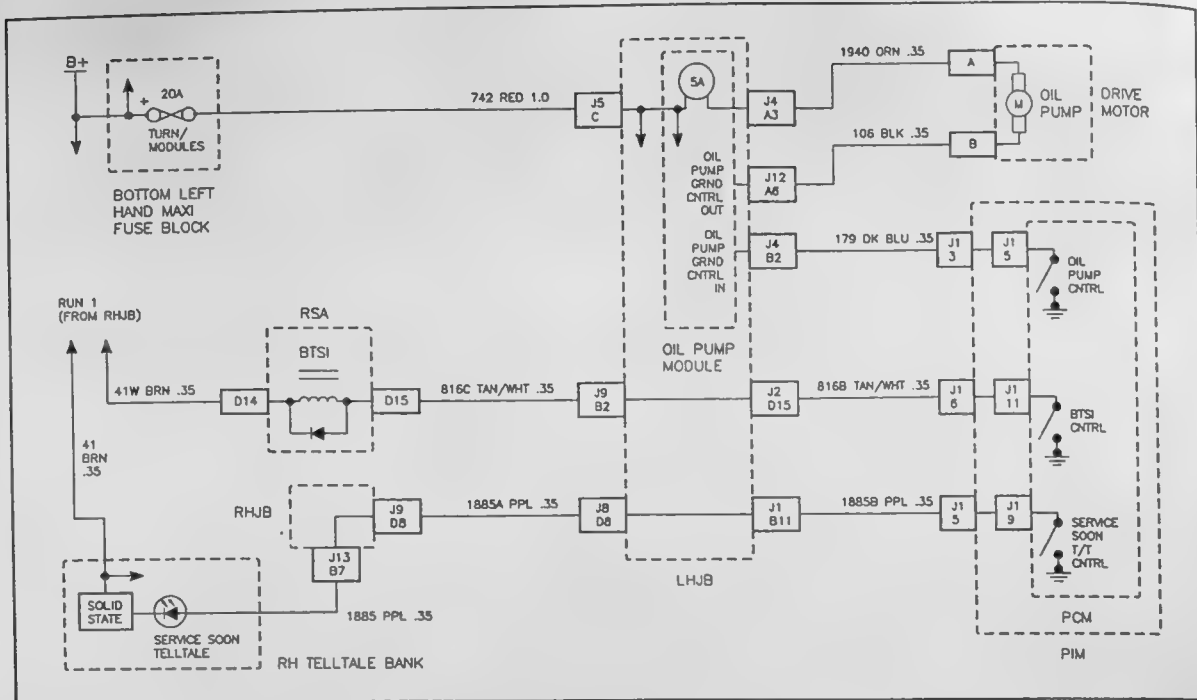 B+
20A
+
TURN/
MODULES
BOTTOM LEFT
HAND MAXI
FUSE BLOCK
742 RED 1.0
J5
C
5A
J4
A3
1940 ORN .35
A
M
OIL
PUMP
DRIVE
MOTOR
106 BLK .35
B
OIL
PUMP
GRND
CNTRL
OUT
J12
A6
OIL
PUMP
GRND
CNTRL
IN
J4
B2
179 DK BLU .35
J1
3
J1
5
OIL
PUMP
CNTRL
OIL PUMP
MODULE
RUN 1
(FROM RHJB)
RSA
BTSI
41W BRN .35
D14
D15
816C TAN/WHT .35
J9
B2
J2
D15
816B TAN/WHT .35
J1
6
J1
11
BTSI
CNTRL
41
BRN
.35
RHJB
J9
D8
1885A PPL .35
J8
D8
J1
B11
1885B PPL .35
J1
5
J1
9
SERVICE
SOON
T/T
CNTRL
J13
B7
LHJB
PCM
PIM
SOLID
STATE
SERVICE SOON
TELLTALE
1885 PPL .35
RH TELLTALE BANK